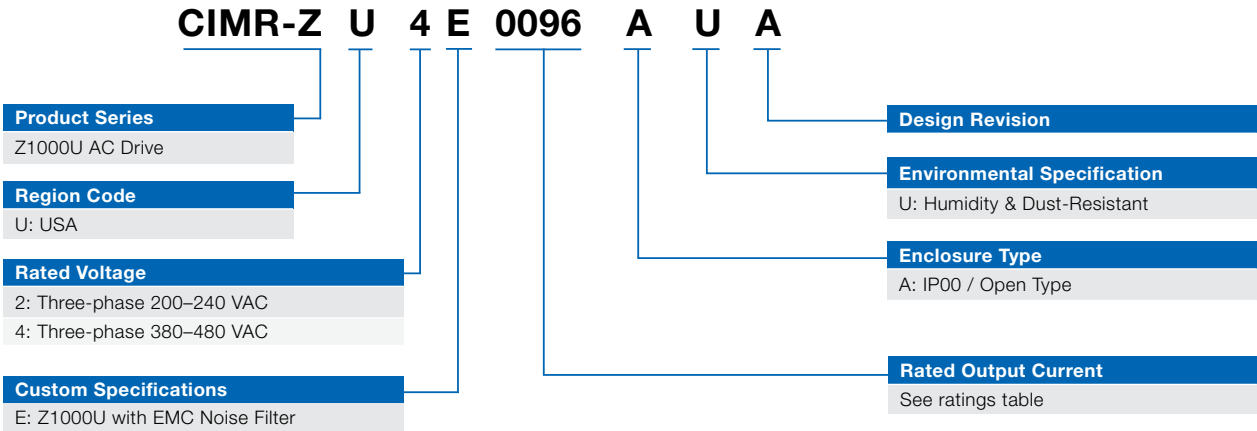 CIMR-Z U 4 E 0096 A U A
Product Series
Z1000U AC Drive
Region Code
U: USA
Rated Voltage
2: Three-phase 200–240 VAC
4: Three-phase 380–480 VAC
Custom Specifications
E: Z1000U with EMC Noise Filter
Design Revision
Environmental Specification
U: Humidity & Dust-Resistant
Enclosure Type
A: IP00 / Open Type
Rated Output Current
See ratings table